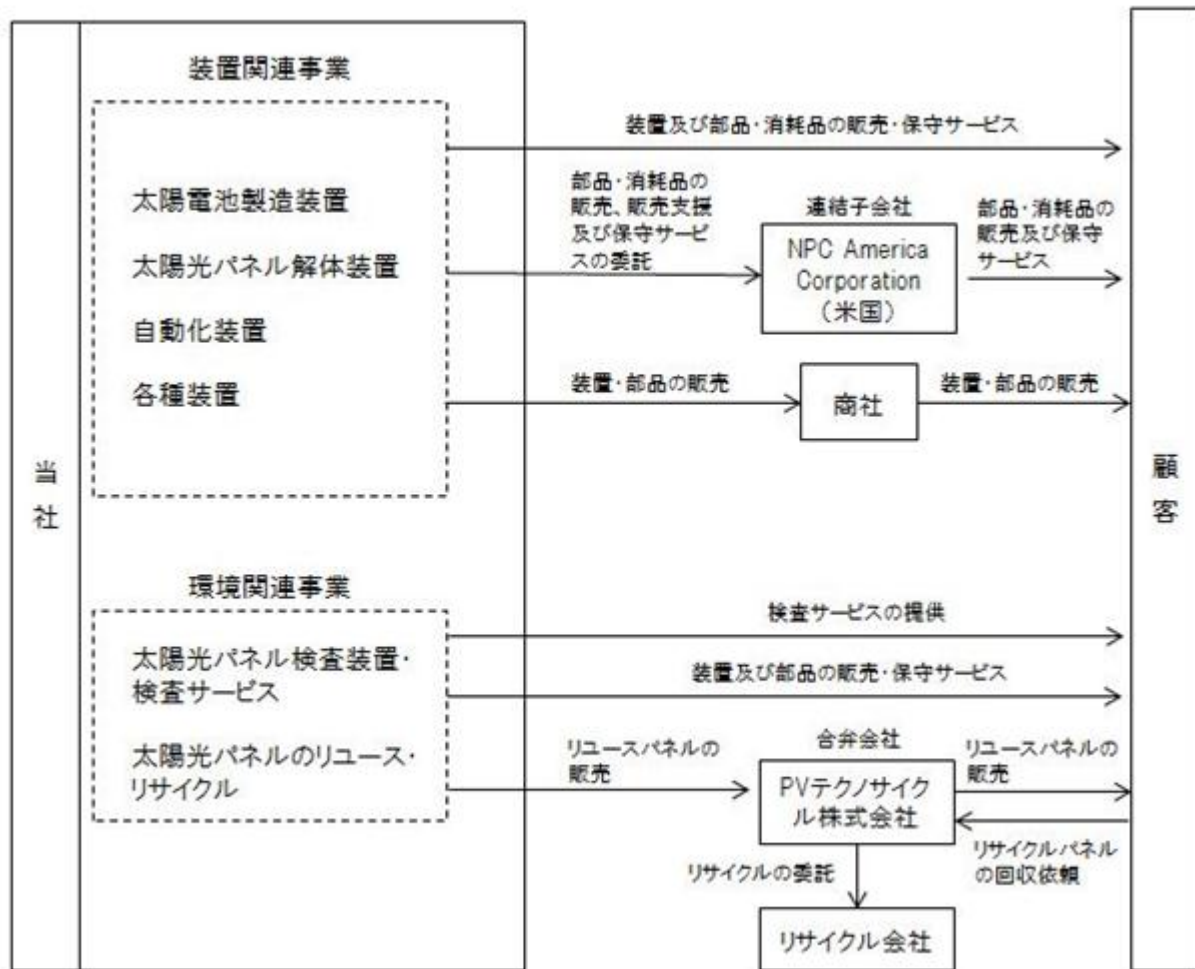 当社
装置関連事業
太陽電池製造装置
太陽光パネル解体装置
自動化装置
各種装置
装置及び部品・消耗品の販売・保守サービス
部品・消耗品の
販売、販売支援
及び保守サービ
スの委託
連結子会社
NPC America
Corporation
（米国）
部品・消耗品の
販売及び保守
サービス
装置・部品の販売
商社
装置・部品の販売
顧客
環境関連事業
太陽光パネル検査装置・
検査サービス
太陽光パネルのリユース・
リサイクル
検査サービスの提供
装置及び部品の販売・保守サービス
リユースパネルの
販売
合弁会社
PVテクノサイク
ル株式会社
リユースパネルの
販売
リサイクルパネル
の回収依頼
リサイクルの委託
リサイクル会社